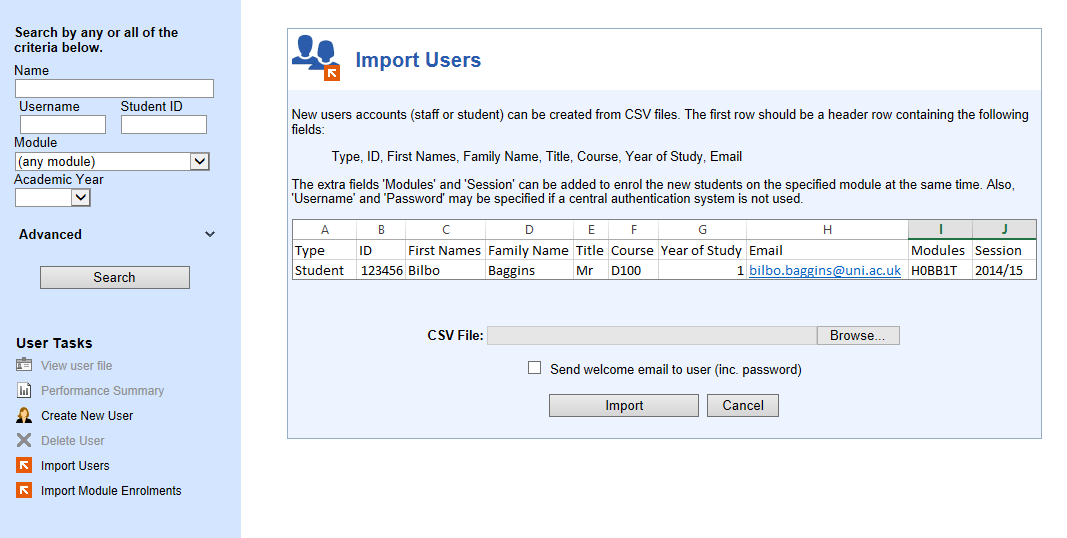 Search by any or all of the
criteria below.
Name
Username Student ID
Module
(any module)
Academic Year
Advanced
Search
User Tasks
View user file
Performance Summary
Create New User
Delete User
Import Users
Import Module Enrolments
Import Users
New users accounts (staff or student) can be created from CSV files. The first row should be a header row containing the following
fields:
Type, ID, First Names, Family Name, Title, Course, Year of Study, Email
The extra fields 'Modules' and 'Session' can be added to enrol the new students on the specified module at the same time. Also,
'Username' and 'Password' may be specified if a central authentication system is not used.
A B C D E F G H I J
Type ID First Names Family Name Title Course Year of Study Email Modules Session
Student 123456 Bilbo Baggins Mr D100 1 bilbo.baggins@uni.ac.uk H0BB1T 2014/15
CSV File: Browse...
Send welcome email to user (inc. password)
Import Cancel